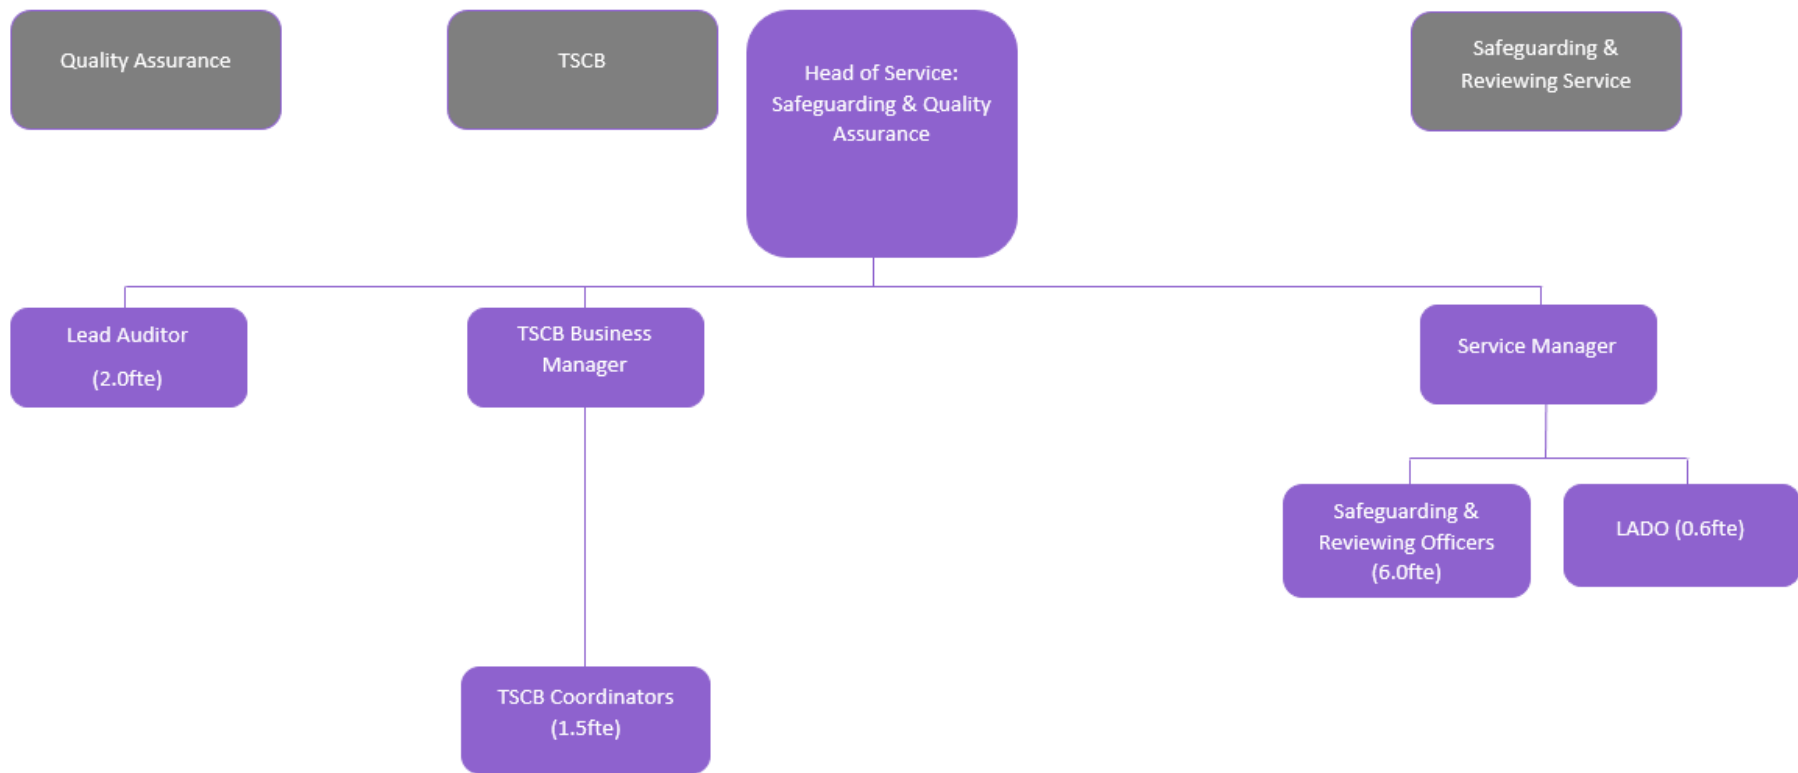 Quality Assurance
TSCB
Head of Service:
Safeguarding & Quality
Assurance
Safeguarding &
Reviewing Service
Lead Auditor
(2.0fte)
TSCB Business
Manager
Service Manager
Safeguarding &
Reviewing Officers
(6.0fte)
LADO (0.6fte)
TSCB Coordinators
(1.5fte)